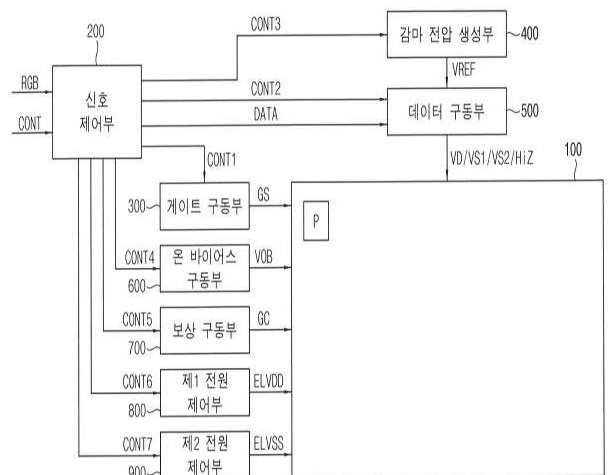 200
CONT3
감마 전압 생성부
400
VREF
RGB
신호
제어부
CONT2
데이터 구동부
500
CONT
DATA
CONT1
VD/VS1/VS2/HiZ
100
300
게이트 구동부
GS
P
CONT4
온 바이어스
구동부
VOB
600
CONT5
보상 구동부
GC
700
CONT6
제1 전원
제어부
ELVDD
800
CONT7
제2 전원
제어부
ELVSS
900